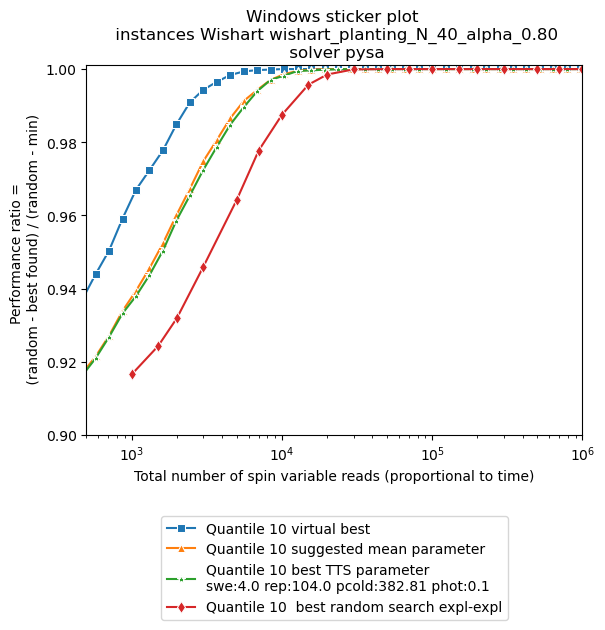 Windows sticker plot
instances Wishart wishart_planting_N_40_alpha_0.80
solver pysa
Performance ratio =
(random - best found) / (random - min)
1.00
0.98
0.96
0.94
0.92
0.90
10³
10⁴
10⁵
10⁶
Total number of spin variable reads (proportional to time)
Quantile 10 virtual best
Quantile 10 suggested mean parameter
Quantile 10 best TTS parameter
swe:4.0 rep:104.0 pcold:382.81 phot:0.1
Quantile 10  best random search expl-expl